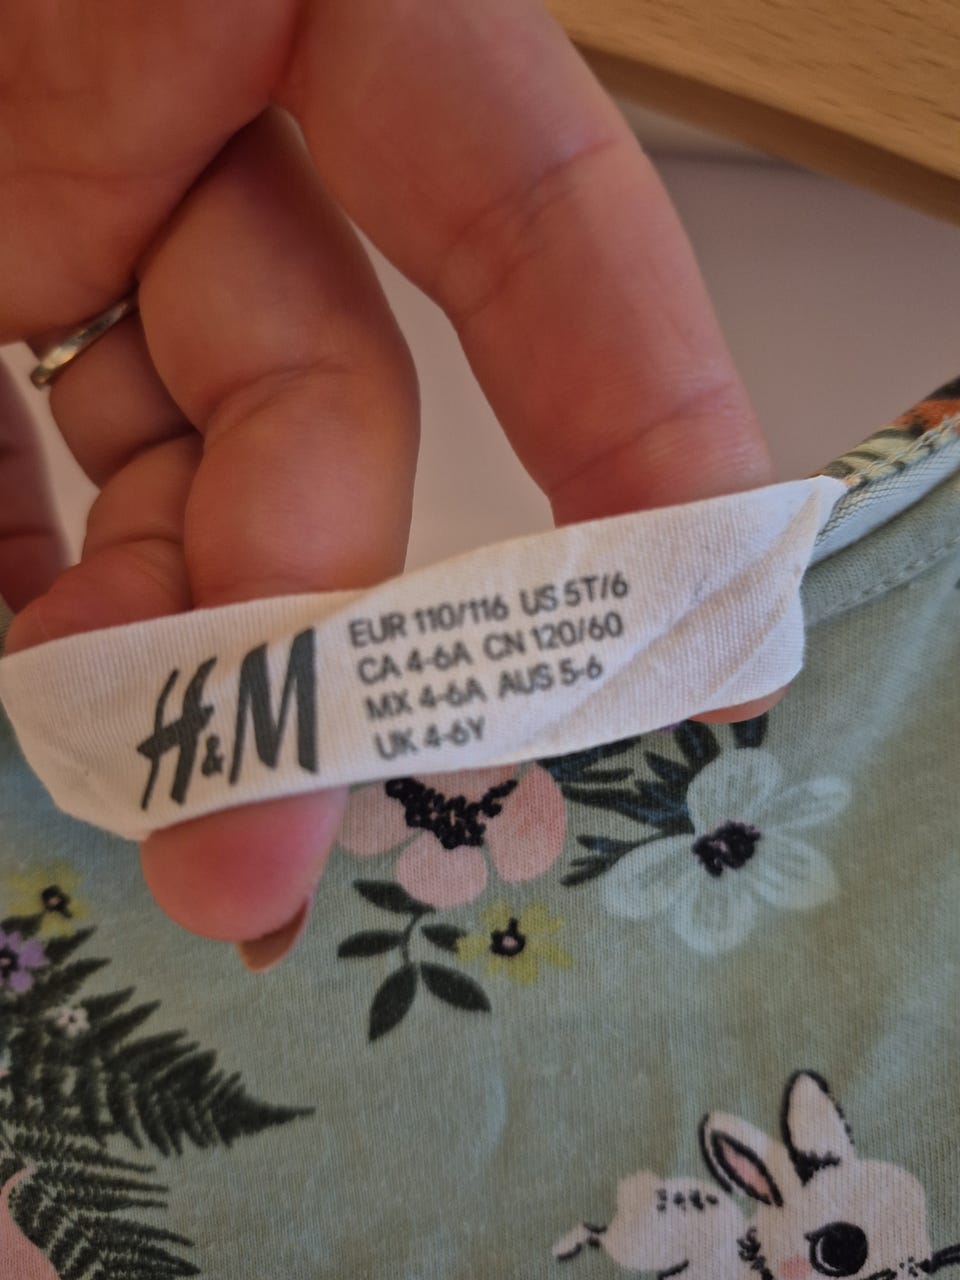 H&M
EUR 110/116 US 5T/6
CA 4-6A CN 120/60
MX 4-6A AUS 5-6
UK 4-6Y